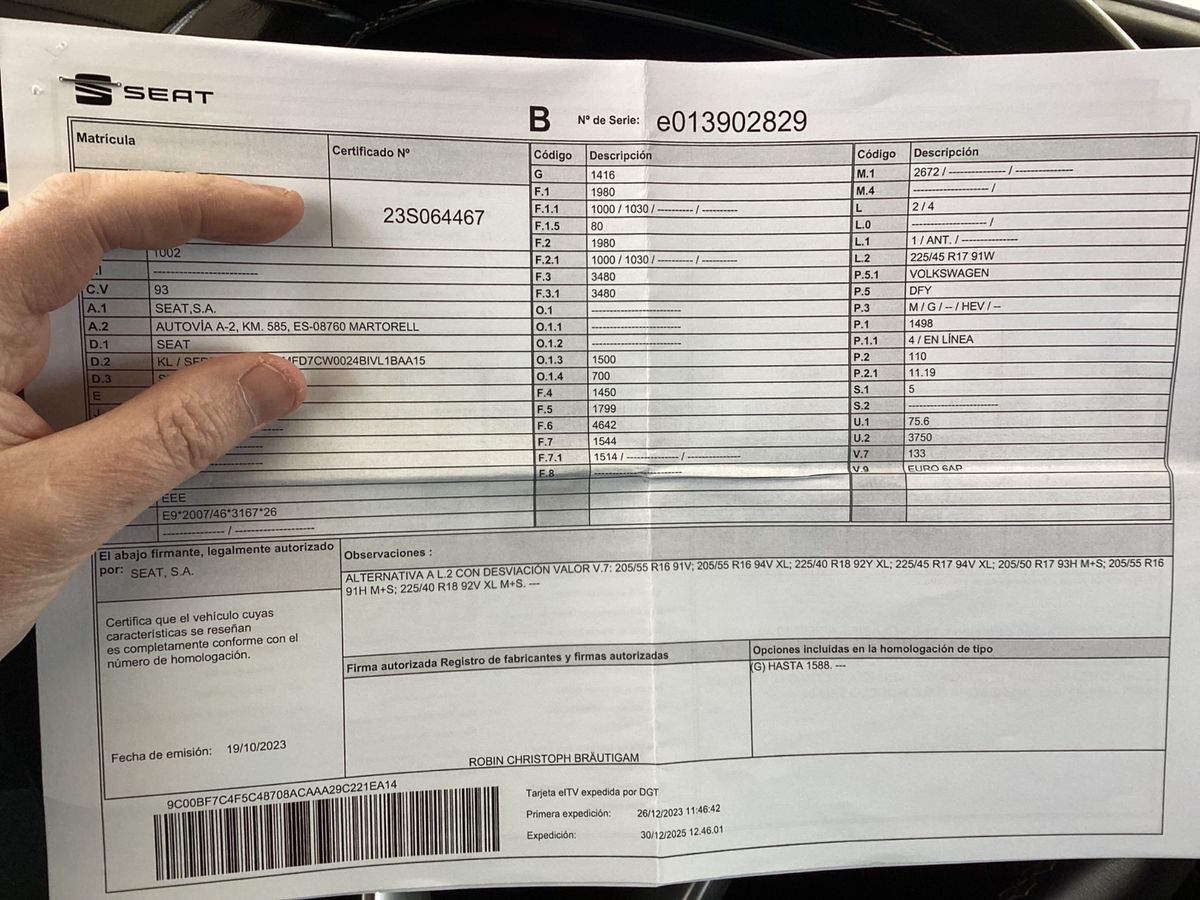 SEAT
B Nº de Serie: e013902829
Matrícula
Certificado Nº
23S064467
1002
C.V 93
A.1 SEAT,S.A.
A.2 AUTOVÍA A-2, KM. 585, ES-08760 MARTORELL
D.1 SEAT
D.2 KL / MFD7CW0024BIVL1BAA15
D.3
E
EEE
E9*2007/46*3167*26
--------------- / -------------------
Código Descripción
G 1416
F.1 1980
F.1.1 1000 / 1030 / --------- / ---------
F.1.5 80
F.2 1980
F.2.1 1000 / 1030 / --------- / ---------
F.3 3480
F.3.1 3480
O.1 -----------------------
O.1.1 -----------------------
O.1.2 -----------------------
O.1.3 1500
O.1.4 700
F.4 1450
F.5 1799
F.6 4642
F.7 1544
F.7.1 1514 / -------------- / --------------
F.8 -----------------------
Código Descripción
M.1 2672 / --------------- / ---------------
M.4 -------------------- /
L 2 / 4
L.0 -------------------- /
L.1 1 / ANT. / ---------------
L.2 225/45 R17 91W
P.5.1 VOLKSWAGEN
P.5 DFY
P.3 M / G / -- / HEV / --
P.1 1498
P.1.1 4 / EN LÍNEA
P.2 110
P.2.1 11.19
S.1 5
S.2 -----------------------
U.1 75.6
U.2 3750
V.7 133
V.9 EURO 6AP
El abajo firmante, legalmente autorizado
por: SEAT, S.A.
Certifica que el vehículo cuyas
características se reseñan
es completamente conforme con el
número de homologación.
Fecha de emisión: 19/10/2023
Observaciones :
ALTERNATIVA A L.2 CON DESVIACIÓN VALOR V.7: 205/55 R16 91V; 205/55 R16 94V XL; 225/40 R18 92Y XL; 225/45 R17 94V XL; 205/50 R17 93H M+S; 205/55 R16
91H M+S; 225/40 R18 92V XL M+S. ---
Firma autorizada Registro de fabricantes y firmas autorizadas
ROBIN CHRISTOPH BRÄUTIGAM
Opciones incluidas en la homologación de tipo
(G) HASTA 1588. ---
9C00BF7C4F5C48708ACAAA29C221EA14
Tarjeta eITV expedida por DGT
Primera expedición: 26/12/2023 11:46:42
Expedición: 30/12/2025 12.46.01